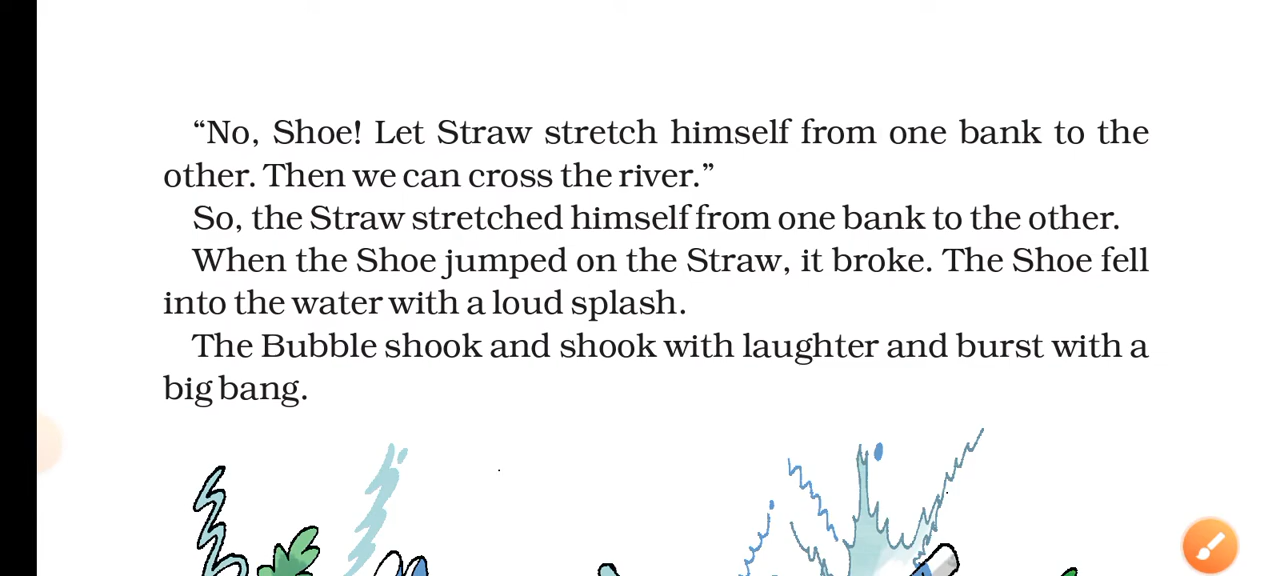 “No, Shoe! Let Straw stretch himself from one bank to the
other. Then we can cross the river.”
So, the Straw stretched himself from one bank to the other.
When the Shoe jumped on the Straw, it broke. The Shoe fell
into the water with a loud splash.
The Bubble shook and shook with laughter and burst with a
big bang.